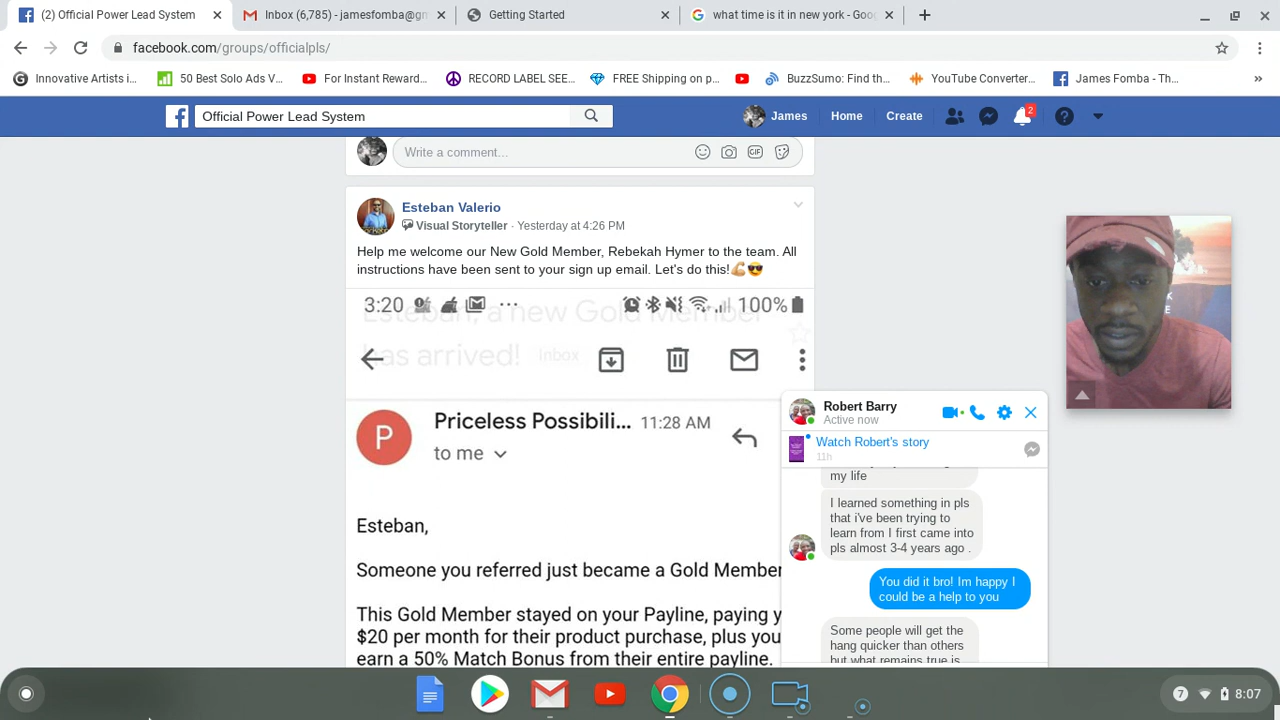 (2) Official Power Lead System
Inbox (6,785) - jamesfomba@gm
Getting Started
what time is it in new york - Goo
facebook.com/groups/officialpls/
Innovative Artists i...
50 Best Solo Ads V...
For Instant Reward...
RECORD LABEL SEE...
FREE Shipping on p...
BuzzSumo: Find th...
YouTube Converter...
James Fomba - Th...
»
Official Power Lead System
James
Home
Create
2
Write a comment...
GIF
Esteban Valerio
Visual Storyteller · Yesterday at 4:26 PM
Help me welcome our New Gold Member, Rebekah Hymer to the team. All
instructions have been sent to your sign up email. Let's do this!💪😎
3:20
100%
Esteban, a new Gold Member
has arrived! Inbox
P
Priceless Possibili... 11:28 AM
to me
Esteban,
Someone you referred just became a Gold Member
This Gold Member stayed on your Payline, paying y
$20 per month for their product purchase, plus you
earn a 50% Match Bonus from their entire payline.
Robert Barry
Active now
Watch Robert's story
11h
my life
I learned something in pls
that i've been trying to
learn from I first came into
pls almost 3-4 years ago .
You did it bro! Im happy I
could be a help to you
Some people will get the
hang quicker than others
but what remains true is
7
8:07